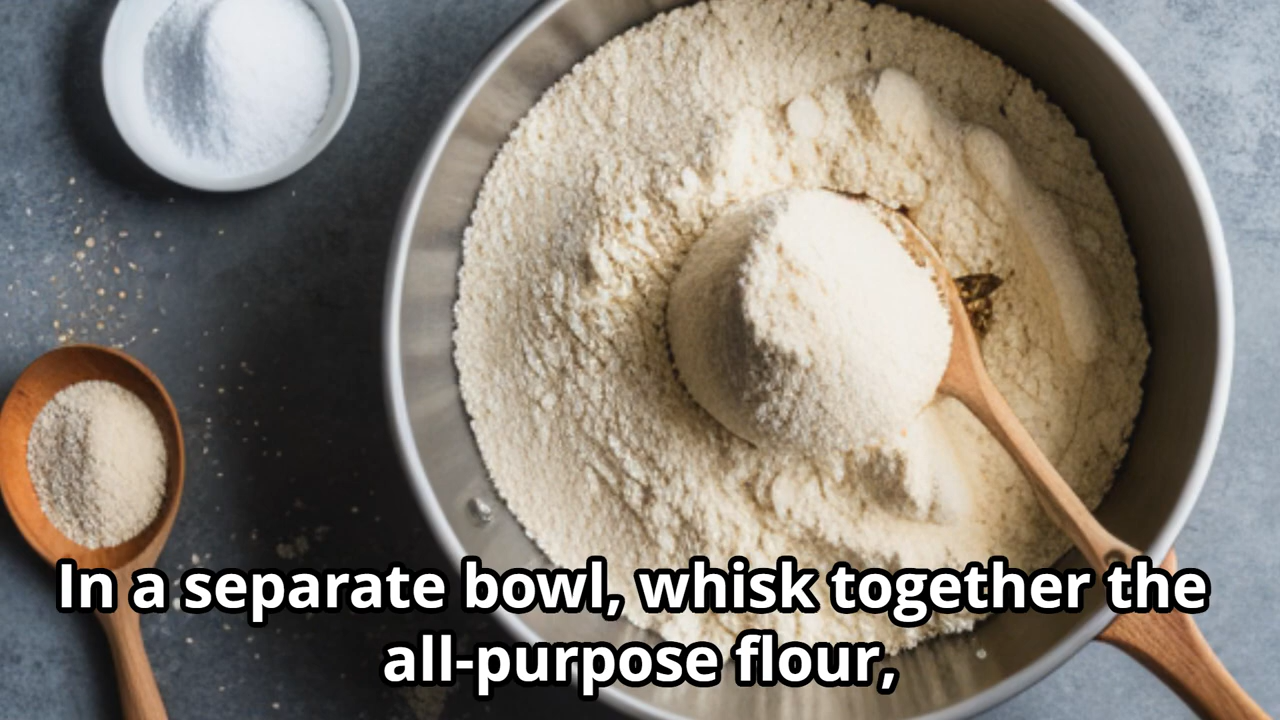 In a separate bowl, whisk together the
all-purpose flour,